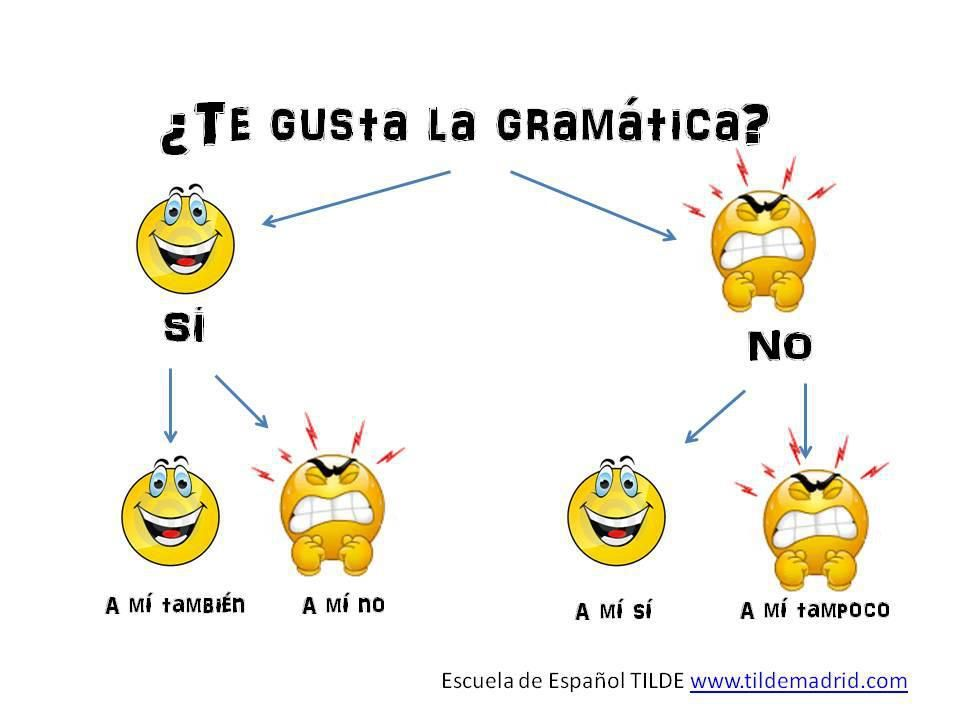 ¿Te gusta la gramática?
sí
No
A mí también
A mí no
A mí sí
A mí tampoco
Escuela de Español TILDE www.tildemadrid.com